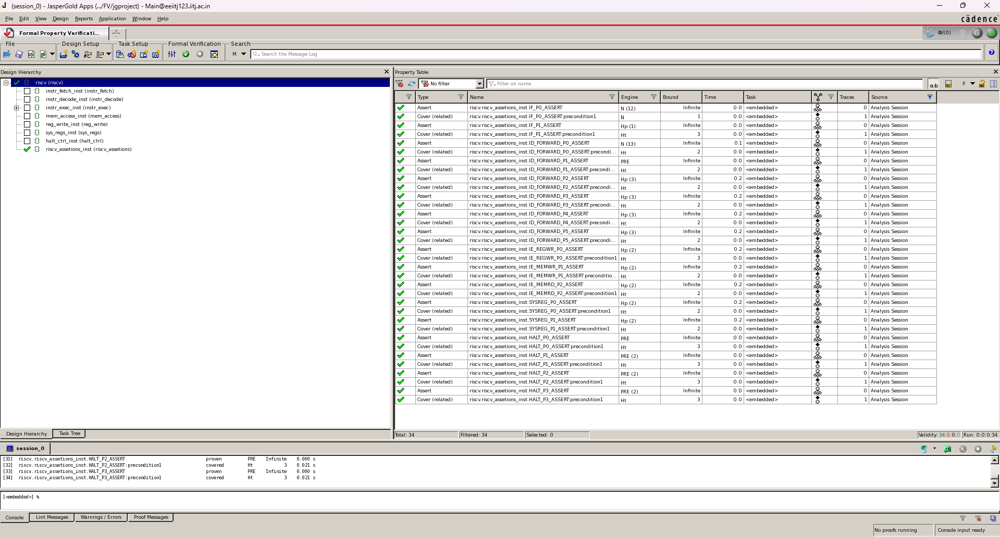 (session_0) - JasperGold Apps (.../FV/jgproject) - Main@eeiitj123.iitj.ac.in
File Edit View Design Reports Application Window Help
cādence
Formal Property Verificati...
0/(0)
File Design Setup Task Setup Formal Verification Search
M Search the Message Log
Design Hierarchy
riscv (riscv)
instr_fetch_inst (instr_fetch)
instr_decode_inst (instr_decode)
instr_exec_inst (instr_exec)
mem_access_inst (mem_access)
reg_write_inst (reg_write)
sys_regs_inst (sys_regs)
halt_ctrl_inst (halt_ctrl)
riscv_assetions_inst (riscv_assetions)
Design Hierarchy Task Tree
Property Table
No filter Filter on name a.b P
Type Name Engine Bound Time Task Traces Source
Assert riscv.riscv_assetions_inst.IF_P0_ASSERT N (12) Infinite 0.0 <embedded> 0 Analysis Session
Cover (related) riscv.riscv_assetions_inst.IF_P0_ASSERT:precondition1 N 1 0.0 <embedded> 1 Analysis Session
Assert riscv.riscv_assetions_inst.IF_P1_ASSERT Hp (1) Infinite 0.0 <embedded> 0 Analysis Session
Cover (related) riscv.riscv_assetions_inst.IF_P1_ASSERT:precondition1 Ht 3 0.0 <embedded> 1 Analysis Session
Assert riscv.riscv_assetions_inst.ID_FORWARD_P0_ASSERT N (13) Infinite 0.1 <embedded> 0 Analysis Session
Cover (related) riscv.riscv_assetions_inst.ID_FORWARD_P0_ASSERT:precondi... Ht 2 0.0 <embedded> 1 Analysis Session
Assert riscv.riscv_assetions_inst.ID_FORWARD_P1_ASSERT PRE Infinite 0.0 <embedded> 0 Analysis Session
Cover (related) riscv.riscv_assetions_inst.ID_FORWARD_P1_ASSERT:precondi... Ht 2 0.0 <embedded> 1 Analysis Session
Assert riscv.riscv_assetions_inst.ID_FORWARD_P2_ASSERT Hp (3) Infinite 0.2 <embedded> 0 Analysis Session
Cover (related) riscv.riscv_assetions_inst.ID_FORWARD_P2_ASSERT:precondi... Ht 2 0.0 <embedded> 1 Analysis Session
Assert riscv.riscv_assetions_inst.ID_FORWARD_P3_ASSERT Hp (3) Infinite 0.2 <embedded> 0 Analysis Session
Cover (related) riscv.riscv_assetions_inst.ID_FORWARD_P3_ASSERT:precondi... Ht 2 0.0 <embedded> 1 Analysis Session
Assert riscv.riscv_assetions_inst.ID_FORWARD_P4_ASSERT Hp (3) Infinite 0.2 <embedded> 0 Analysis Session
Cover (related) riscv.riscv_assetions_inst.ID_FORWARD_P4_ASSERT:precondi... Ht 2 0.0 <embedded> 1 Analysis Session
Assert riscv.riscv_assetions_inst.ID_FORWARD_P5_ASSERT Hp (3) Infinite 0.2 <embedded> 0 Analysis Session
Cover (related) riscv.riscv_assetions_inst.ID_FORWARD_P5_ASSERT:precondi... Ht 2 0.0 <embedded> 1 Analysis Session
Assert riscv.riscv_assetions_inst.IE_REGWR_P0_ASSERT Hp (2) Infinite 0.2 <embedded> 0 Analysis Session
Cover (related) riscv.riscv_assetions_inst.IE_REGWR_P0_ASSERT:precondition1 Ht 3 0.0 <embedded> 1 Analysis Session
Assert riscv.riscv_assetions_inst.IE_MEMWR_P1_ASSERT Hp (2) Infinite 0.2 <embedded> 0 Analysis Session
Cover (related) riscv.riscv_assetions_inst.IE_MEMWR_P1_ASSERT:preconditio... Ht 2 0.0 <embedded> 1 Analysis Session
Assert riscv.riscv_assetions_inst.IE_MEMRD_P2_ASSERT Hp (2) Infinite 0.2 <embedded> 0 Analysis Session
Cover (related) riscv.riscv_assetions_inst.IE_MEMRD_P2_ASSERT:precondition1 Ht 2 0.0 <embedded> 1 Analysis Session
Assert riscv.riscv_assetions_inst.SYSREG_P0_ASSERT Hp (2) Infinite 0.2 <embedded> 0 Analysis Session
Cover (related) riscv.riscv_assetions_inst.SYSREG_P0_ASSERT:precondition1 Ht 2 0.0 <embedded> 1 Analysis Session
Assert riscv.riscv_assetions_inst.SYSREG_P1_ASSERT Hp (2) Infinite 0.2 <embedded> 0 Analysis Session
Cover (related) riscv.riscv_assetions_inst.SYSREG_P1_ASSERT:precondition1 Ht 2 0.0 <embedded> 1 Analysis Session
Assert riscv.riscv_assetions_inst.HALT_P0_ASSERT PRE Infinite 0.0 <embedded> 0 Analysis Session
Cover (related) riscv.riscv_assetions_inst.HALT_P0_ASSERT:precondition1 Ht 3 0.0 <embedded> 1 Analysis Session
Assert riscv.riscv_assetions_inst.HALT_P1_ASSERT PRE (2) Infinite 0.0 <embedded> 0 Analysis Session
Cover (related) riscv.riscv_assetions_inst.HALT_P1_ASSERT:precondition1 Ht 3 0.0 <embedded> 1 Analysis Session
Assert riscv.riscv_assetions_inst.HALT_P2_ASSERT PRE (2) Infinite 0.0 <embedded> 0 Analysis Session
Cover (related) riscv.riscv_assetions_inst.HALT_P2_ASSERT:precondition1 Ht 3 0.0 <embedded> 1 Analysis Session
Assert riscv.riscv_assetions_inst.HALT_P3_ASSERT PRE (2) Infinite 0.0 <embedded> 0 Analysis Session
Cover (related) riscv.riscv_assetions_inst.HALT_P3_ASSERT:precondition1 Ht 3 0.0 <embedded> 1 Analysis Session
Total: 34 Filtered: 34 Selected: 0 Validity: 34:0:0:0 Run: 0:0:0:34
session_0
[31] riscv.riscv_assetions_inst.HALT_P2_ASSERT proven PRE Infinite 0.000 s
[32] riscv.riscv_assetions_inst.HALT_P2_ASSERT:precondition1 covered Ht 3 0.021 s
[33] riscv.riscv_assetions_inst.HALT_P3_ASSERT proven PRE Infinite 0.000 s
[34] riscv.riscv_assetions_inst.HALT_P3_ASSERT:precondition1 covered Ht 3 0.021 s
[<embedded>] %
Console Lint Messages Warnings / Errors Proof Messages
No proofs running Console input ready